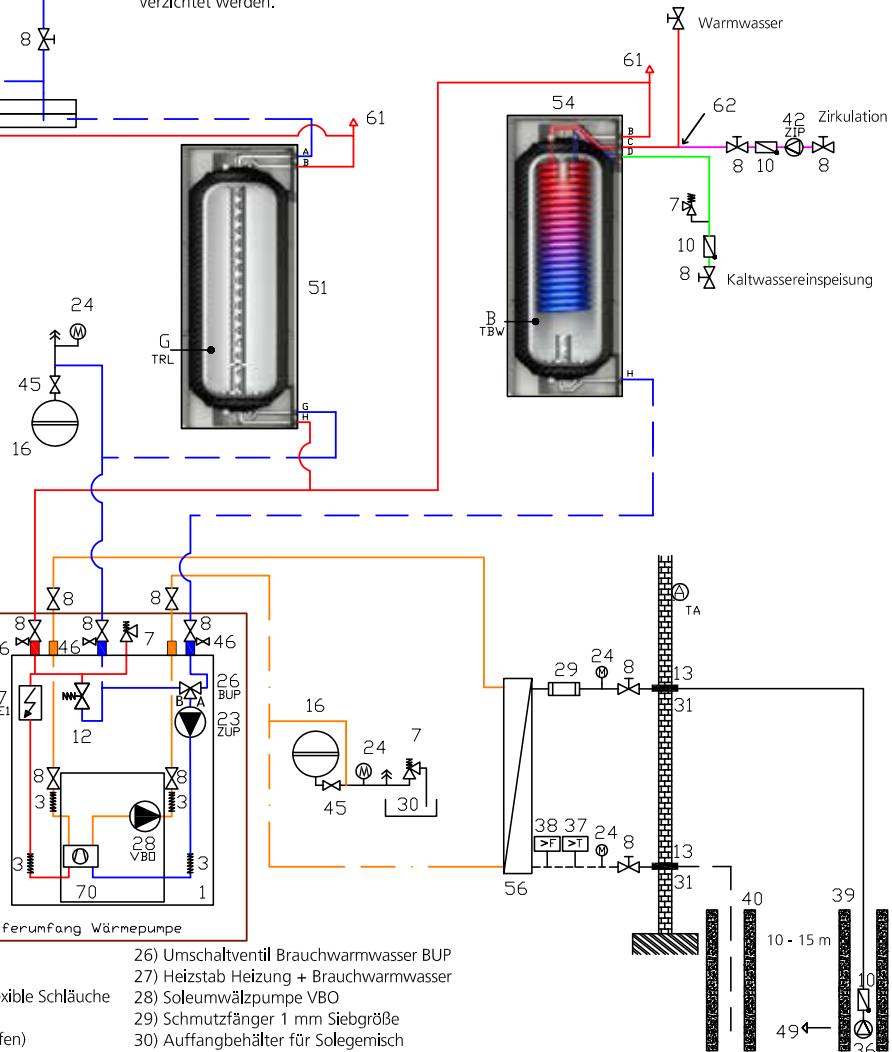 verzichtet werden.
8
Warmwasser
61
61
54
62
42
Zirkulation
ZIP
A
B
B
C
D
8
10
8
7
10
8
Kaltwassereinspeisung
51
24
G
TRL
B
TBW
45
16
G
H
H
8
8
A
TA
8
8
7
8
6
46
46
7
E1
26
BUP
B
A
12
23
ZUP
16
24
7
45
30
29
24
8
13
31
8
8
3
3
28
VBO
3
3
70
1
38
37
24
8
>F
>T
13
31
56
40
39
10 - 15 m
10
49
36
ferumfang Wärmepumpe
26) Umschaltventil Brauchwarmwasser BUP
27) Heizstab Heizung + Brauchwarmwasser
exible Schläuche
28) Soleumwälzpumpe VBO
29) Schmutzfänger 1 mm Siebgröße
fen)
30) Auffangbehälter für Solegemisch